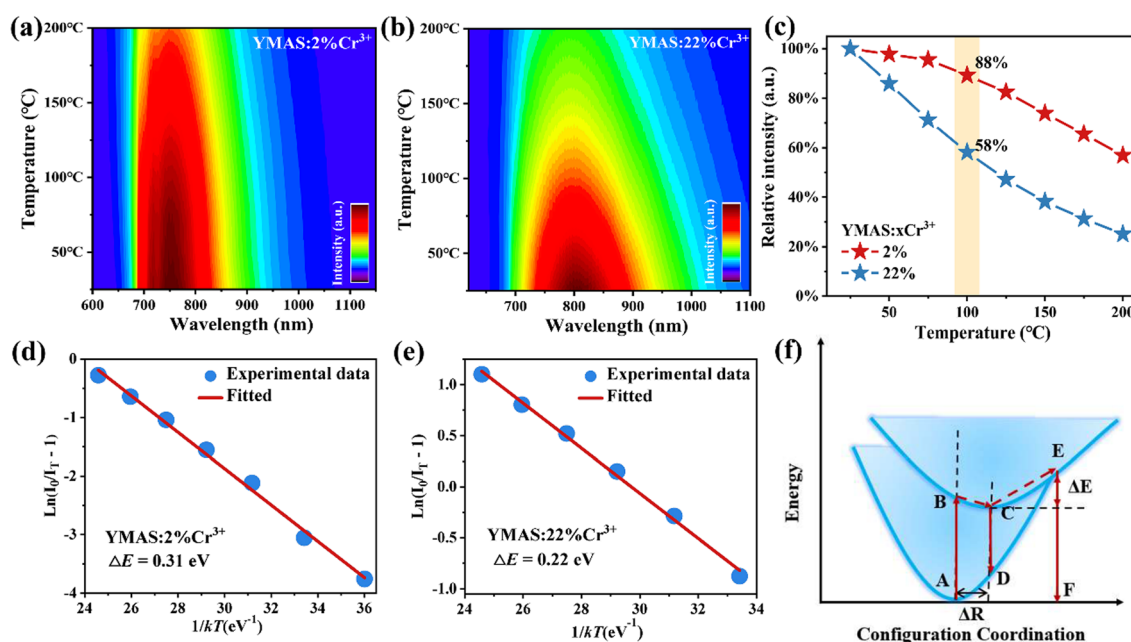 (a)
YMAS:2%Cr³⁺
200℃
150℃
100℃
50℃
Temperature (℃)
Intensity (a.u.)
600 700 800 900 1000 1100
Wavelength (nm)
(b)
YMAS:22%Cr³⁺
200℃
150℃
100℃
50℃
Temperature (℃)
Intensity (a.u.)
700 800 900 1000 1100
Wavelength (nm)
(c)
100%
80%
60%
40%
20%
0%
Relative intensity (a.u.)
88%
58%
YMAS:xCr³⁺
2%
22%
50 100 150 200
Temperature (℃)
(d)
0
-1
-2
-3
-4
Ln(I₀/I_T - 1)
Experimental data
Fitted
YMAS:2%Cr³⁺
ΔE = 0.31 eV
24 26 28 30 32 34 36
1/kT(eV⁻¹)
(e)
1.0
0.5
0.0
-0.5
-1.0
Ln(I₀/I_T - 1)
Experimental data
Fitted
YMAS:22%Cr³⁺
ΔE = 0.22 eV
24 26 28 30 32 34
1/kT(eV⁻¹)
(f)
Energy
E
ΔE
B
C
A
D
F
ΔR
Configuration Coordination